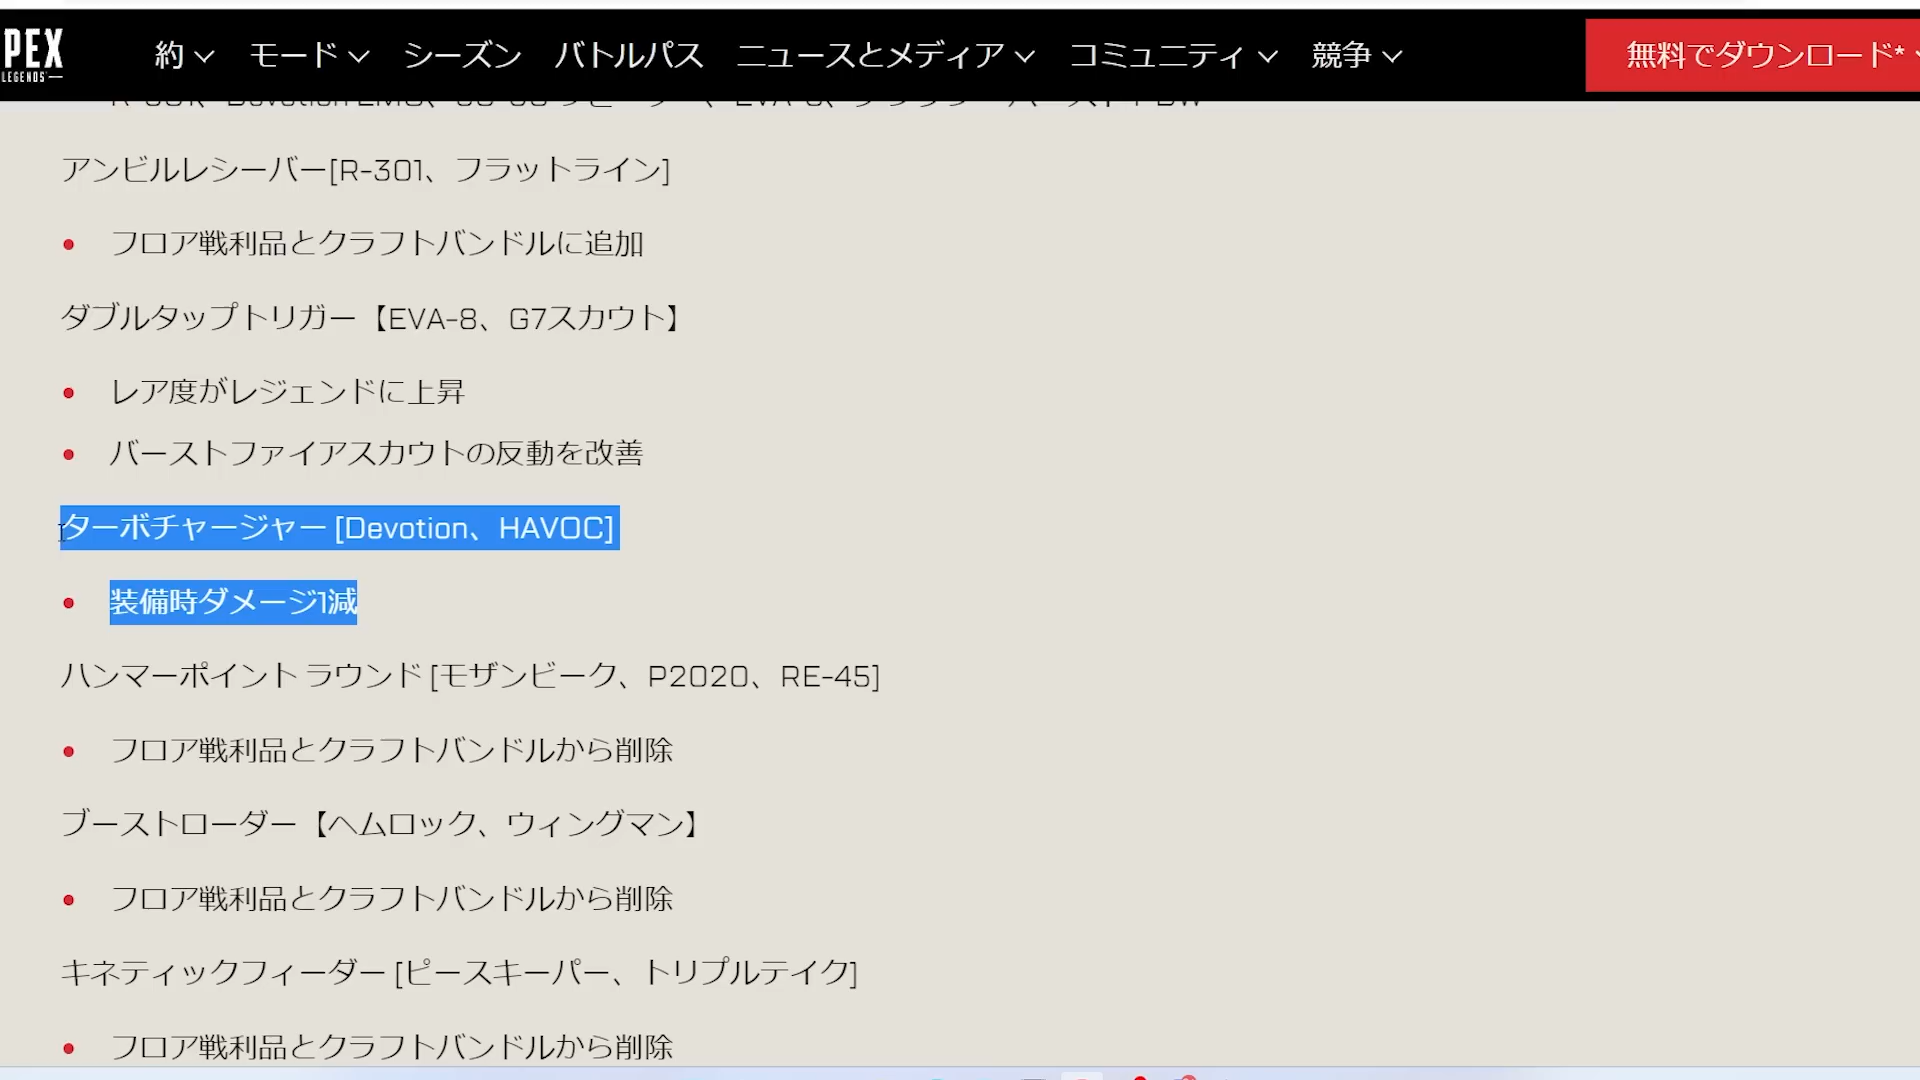 PEX
LEGENDS
約 モード シーズン バトルパス ニュースとメディア コミュニティ 競争 無料でダウンロード*
アンビルレシーバー[R-301、フラットライン]
フロア戦利品とクラフトバンドルに追加
ダブルタップトリガー【EVA-8、G7スカウト】
レア度がレジェンドに上昇
バーストファイアスカウトの反動を改善
ターボチャージャー [Devotion、HAVOC]
装備時ダメージ1減
ハンマーポイント ラウンド [モザンビーク、P2020、RE-45]
フロア戦利品とクラフトバンドルから削除
ブーストローダー【ヘムロック、ウィングマン】
フロア戦利品とクラフトバンドルから削除
キネティックフィーダー [ピースキーパー、トリプルテイク]
フロア戦利品とクラフトバンドルから削除